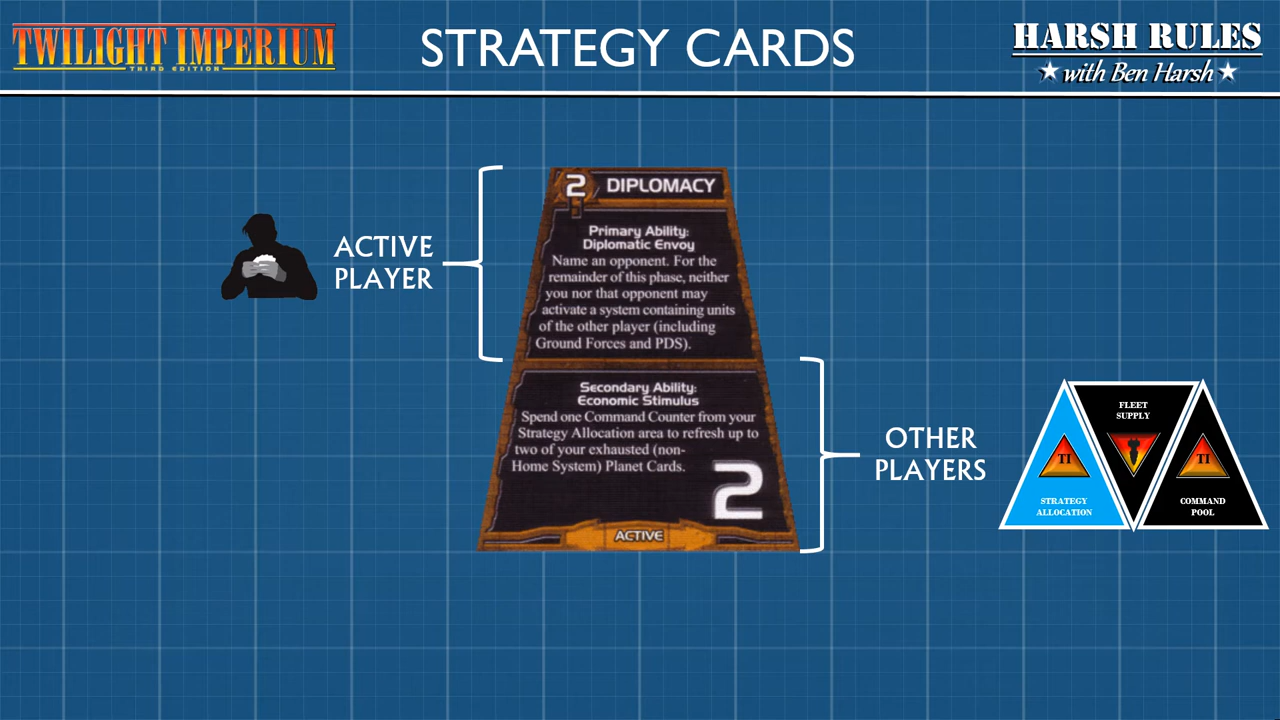 TWILIGHT IMPERIUM
THIRD EDITION
STRATEGY CARDS
HARSH RULES
with Ben Harsh
ACTIVE
PLAYER
2 DIPLOMACY
Primary Ability:
Diplomatic Envoy
Name an opponent. For the
remainder of this phase, neither
you nor that opponent may
activate a system containing units
of the other player (including
Ground Forces and PDS).
Secondary Ability:
Economic Stimulus
Spend one Command Counter from your
Strategy Allocation area to refresh up to
two of your exhausted (non-
Home System) Planet Cards.
2
ACTIVE
OTHER
PLAYERS
TI
STRATEGY
ALLOCATION
FLEET
SUPPLY
TI
COMMAND
POOL